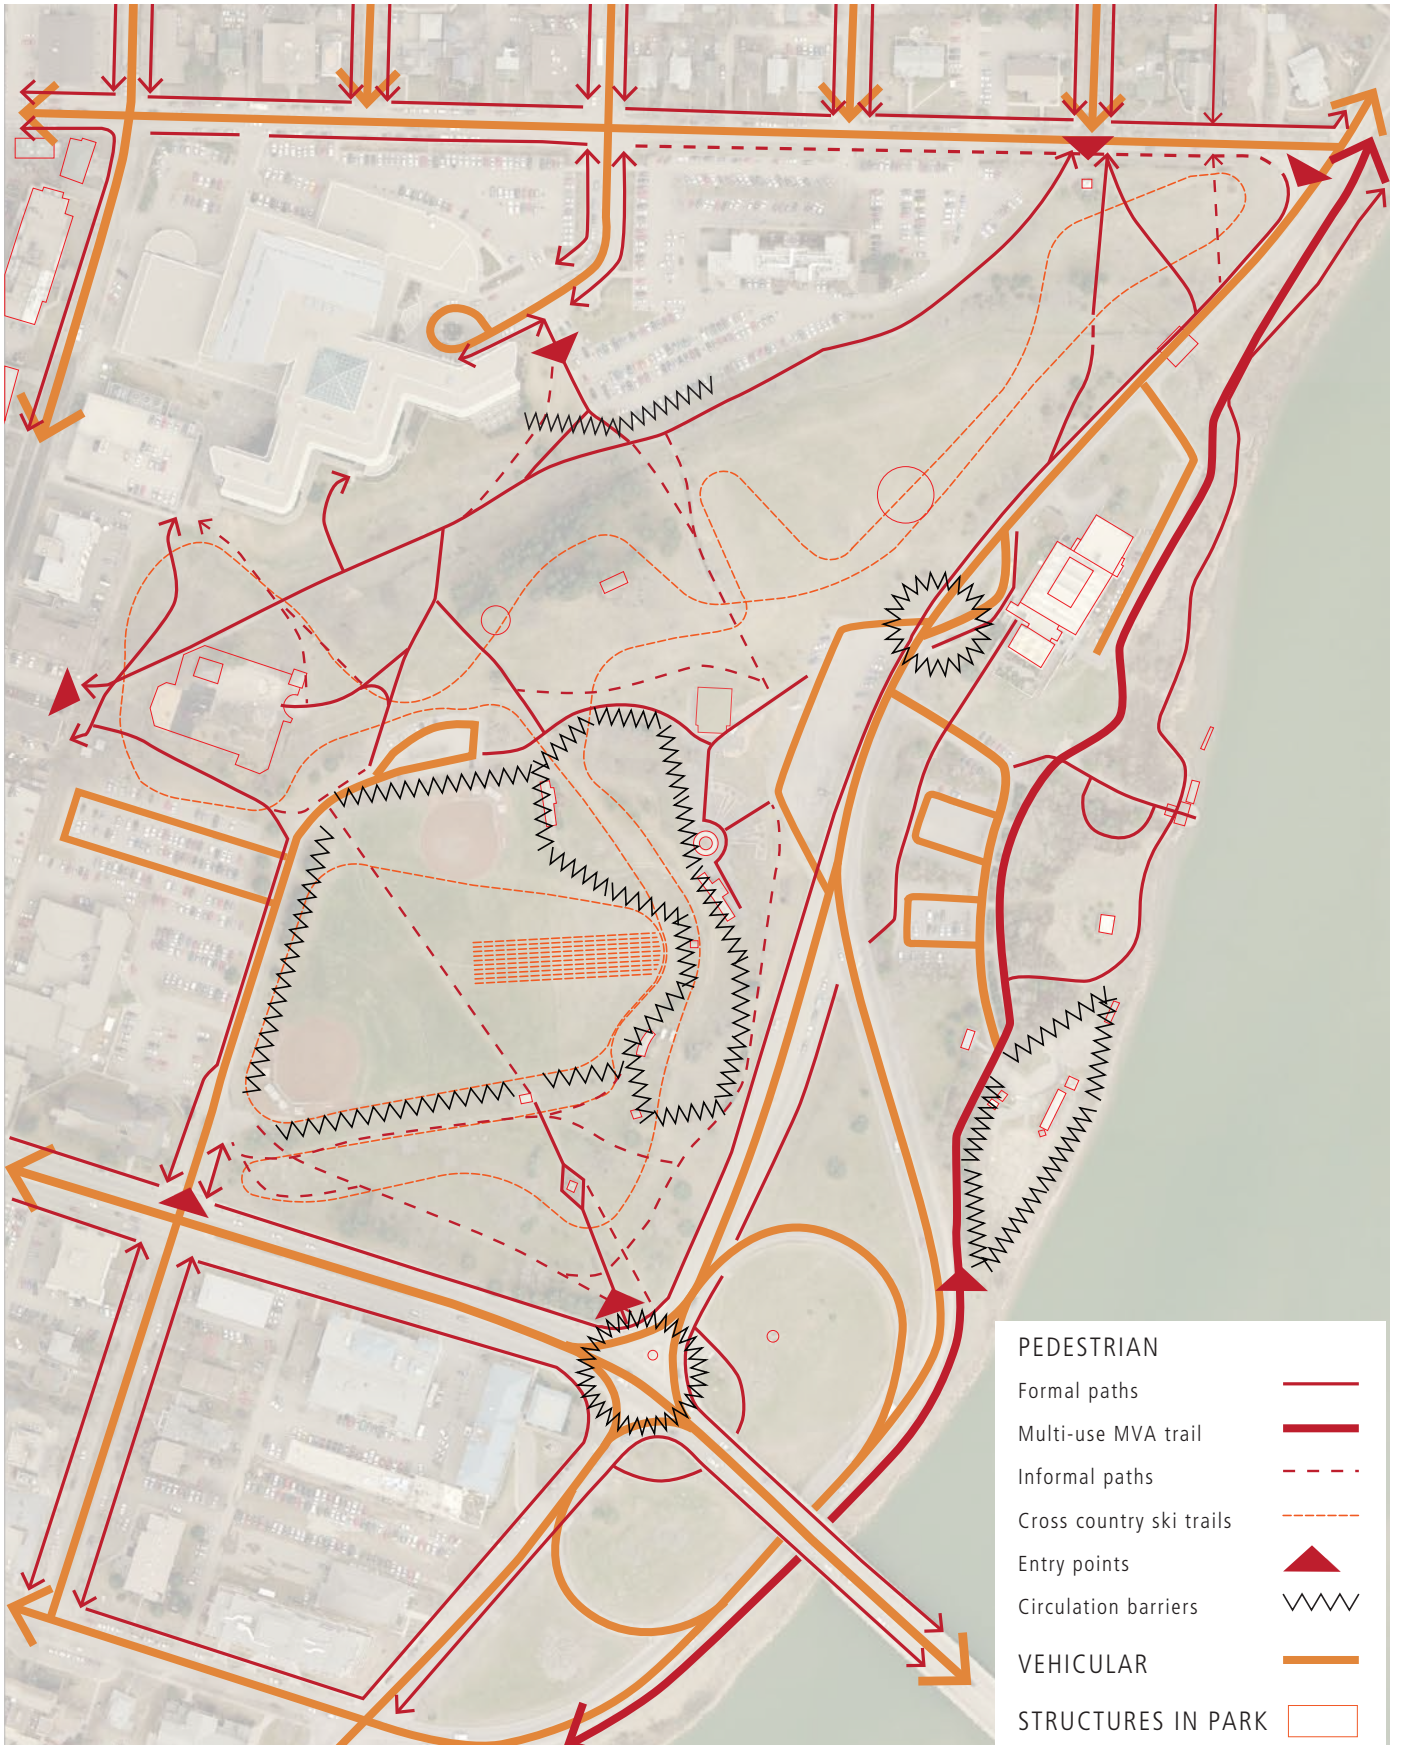 PEDESTRIAN
Formal paths
Multi-use MVA trail
Informal paths
Cross country ski trails
Entry points
Circulation barriers
VEHICULAR
STRUCTURES IN PARK